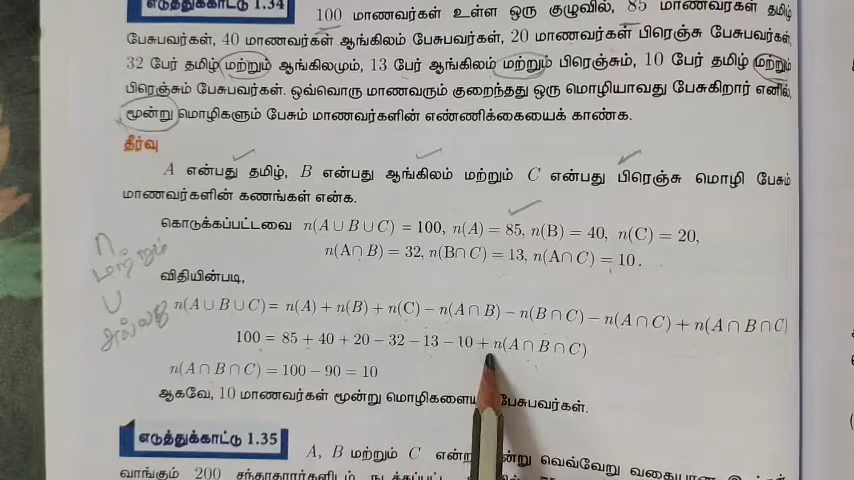 எடுத்துக்காட்டு 1.34
100 மாணவர்கள் உள்ள ஒரு குழுவில், 85 மாணவர்கள் தமிழ்
பேசுபவர்கள், 40 மாணவர்கள் ஆங்கிலம் பேசுபவர்கள், 20 மாணவர்கள் பிரெஞ்சு பேசுபவர்கள்,
32 பேர் தமிழ் மற்றும் ஆங்கிலமும், 13 பேர் ஆங்கிலம் மற்றும் பிரெஞ்சும், 10 பேர் தமிழ் மற்றும்
பிரெஞ்சும் பேசுபவர்கள். ஒவ்வொரு மாணவரும் குறைந்தது ஒரு மொழியாவது பேசுகிறார் எனில்,
மூன்று மொழிகளும் பேசும் மாணவர்களின் எண்ணிக்கையைக் காண்க.
தீர்வு
A என்பது தமிழ், B என்பது ஆங்கிலம் மற்றும் C என்பது பிரெஞ்சு மொழி பேசும்
மாணவர்களின் கணங்கள் என்க.
கொடுக்கப்பட்டவை n(A∪B∪C) = 100, n(A) = 85, n(B) = 40, n(C) = 20,
n(A∩B) = 32, n(B∩C) = 13, n(A∩C) = 10.
விதியின்படி,
n(A∪B∪C) = n(A) + n(B) + n(C) − n(A∩B) − n(B∩C) − n(A∩C) + n(A∩B∩C)
100 = 85 + 40 + 20 − 32 − 13 − 10 + n(A∩B∩C)
n(A∩B∩C) = 100 − 90 = 10
ஆகவே, 10 மாணவர்கள் மூன்று பேசுபவர்கள்.
n
மற்றும்
∪
அல்லது
எடுத்துக்காட்டு 1.35
A, B மற்றும் C வெவ்வேறு வகையான
வாங்கும் 200